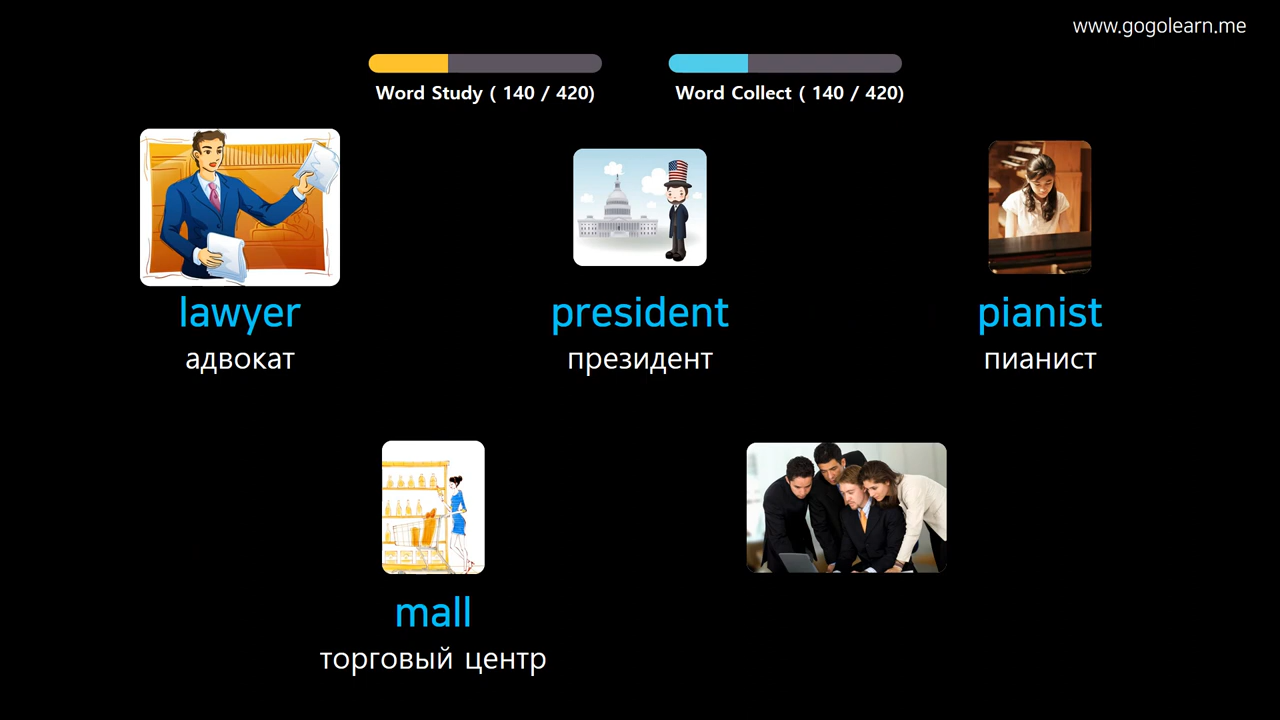 www.gogolearn.me
Word Study ( 140 / 420)
Word Collect ( 140 / 420)
lawyer
адвокат
president
президент
pianist
пианист
mall
торговый центр